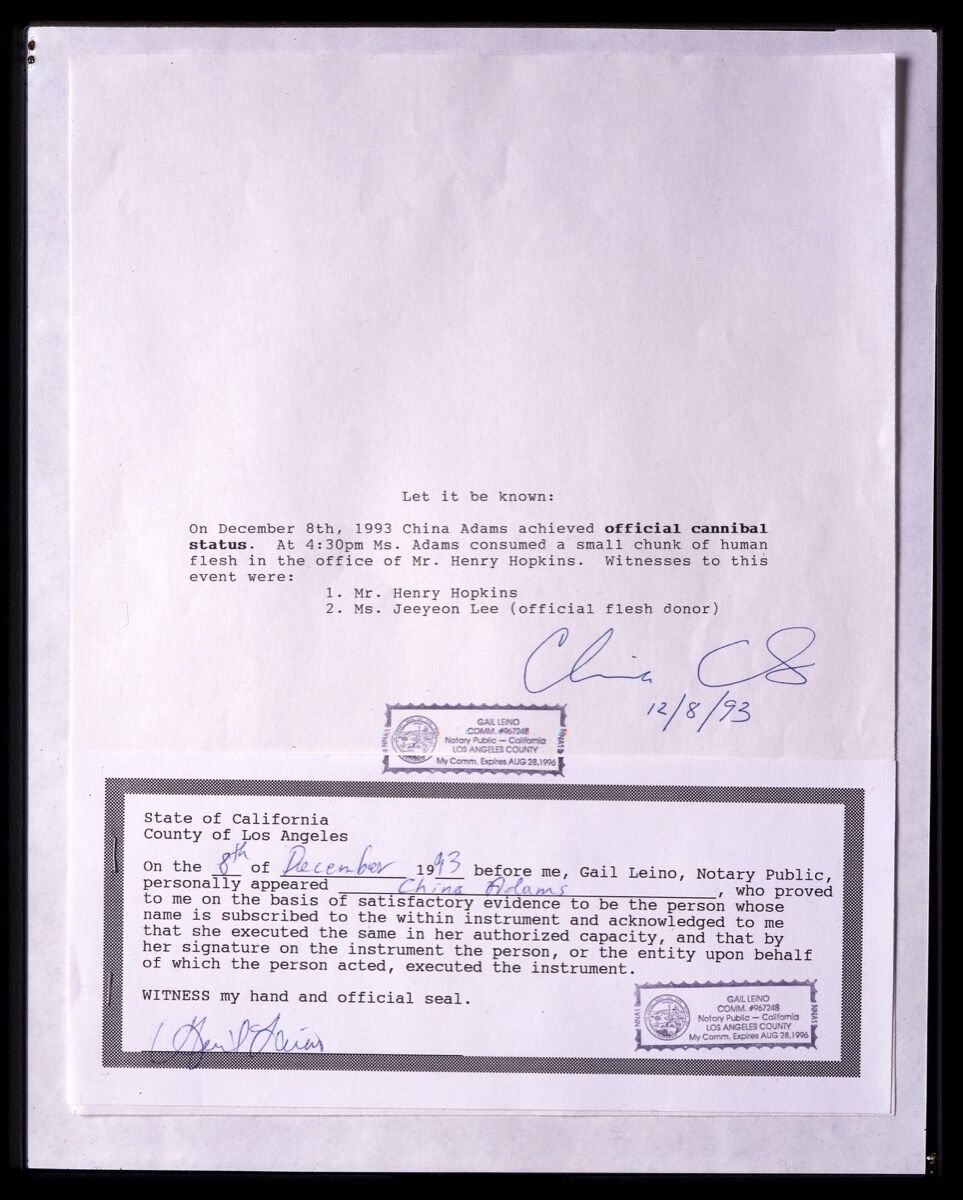 Let it be known:
On December 8th, 1993 China Adams achieved official cannibal
status. At 4:30pm Ms. Adams consumed a small chunk of human
flesh in the office of Mr. Henry Hopkins. Witnesses to this
event were:
1. Mr. Henry Hopkins
2. Ms. Jeeyeon Lee (official flesh donor)
China
12/8/93
GAIL LEINO
COMM. #967248
Notary Public — California
LOS ANGELES COUNTY
My Comm. Expires AUG 28,1996
State of California
County of Los Angeles
On the 8th of December 1993 before me, Gail Leino, Notary Public,
personally appeared China Adams, who proved
to me on the basis of satisfactory evidence to be the person whose
name is subscribed to the within instrument and acknowledged to me
that she executed the same in her authorized capacity, and that by
her signature on the instrument the person, or the entity upon behalf
of which the person acted, executed the instrument.
WITNESS my hand and official seal.
GAIL LEINO
COMM. #967248
Notary Public — California
LOS ANGELES COUNTY
My Comm. Expires AUG 28,1996